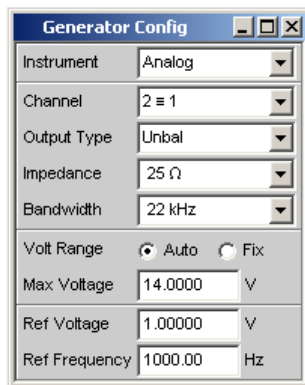 Generator Config
Instrument Analog
Channel 2 ≡ 1
Output Type Unbal
Impedance 25 Ω
Bandwidth 22 kHz
Volt Range Auto Fix
Max Voltage 14.0000 V
Ref Voltage 1.00000 V
Ref Frequency 1000.00 Hz